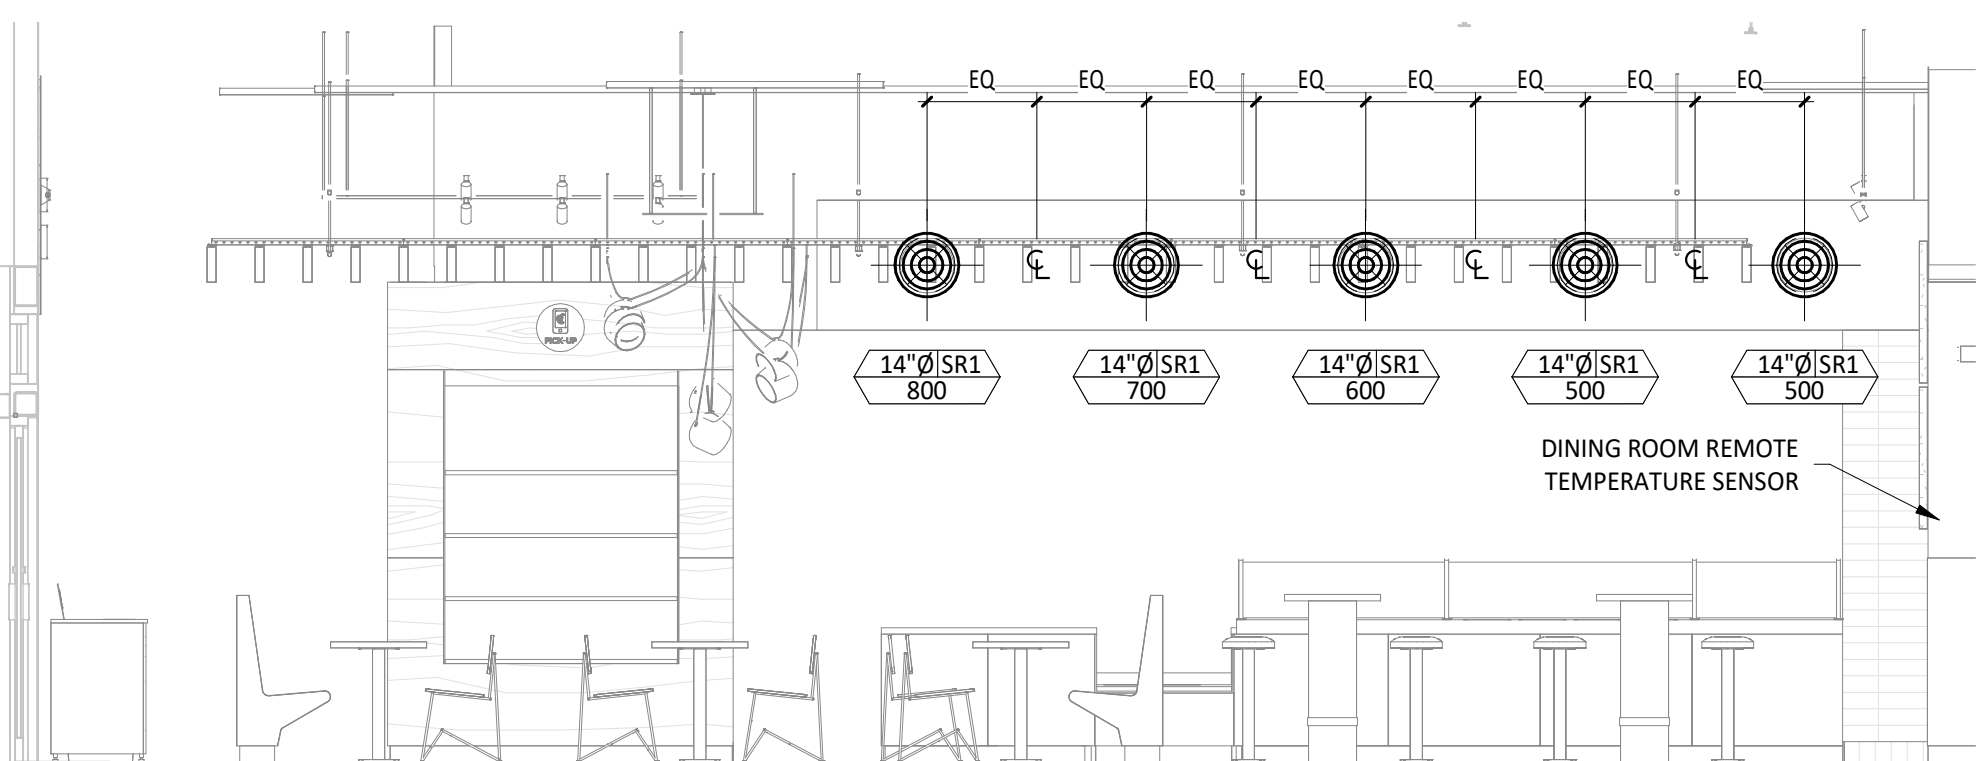 EQ EQ EQ EQ EQ EQ EQ EQ
℄ ℄ ℄ ℄
PICK-UP
14"Ø SR1 14"Ø SR1 14"Ø SR1 14"Ø SR1 14"Ø SR1
800 700 600 500 500
DINING ROOM REMOTE
TEMPERATURE SENSOR